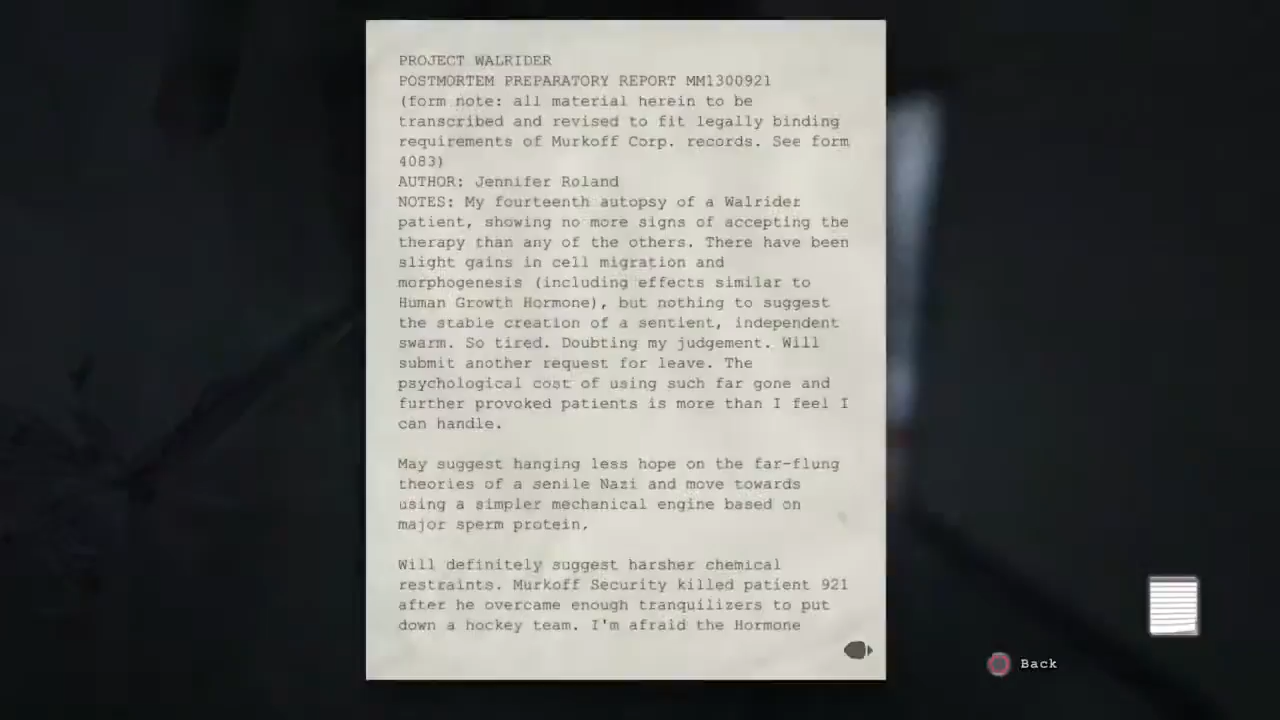 PROJECT WALRIDER
POSTMORTEM PREPARATORY REPORT MM1300921
(form note: all material herein to be
transcribed and revised to fit legally binding
requirements of Murkoff Corp. records. See form
4083)
AUTHOR: Jennifer Roland
NOTES: My fourteenth autopsy of a Walrider
patient, showing no more signs of accepting the
therapy than any of the others. There have been
slight gains in cell migration and
morphogenesis (including effects similar to
Human Growth Hormone), but nothing to suggest
the stable creation of a sentient, independent
swarm. So tired. Doubting my judgement. Will
submit another request for leave. The
psychological cost of using such far gone and
further provoked patients is more than I feel I
can handle.
May suggest hanging less hope on the far-flung
theories of a senile Nazi and move towards
using a simpler mechanical engine based on
major sperm protein,
Will definitely suggest harsher chemical
restraints. Murkoff Security killed patient 921
after he overcame enough tranquilizers to put
down a hockey team. I'm afraid the Hormone
Back